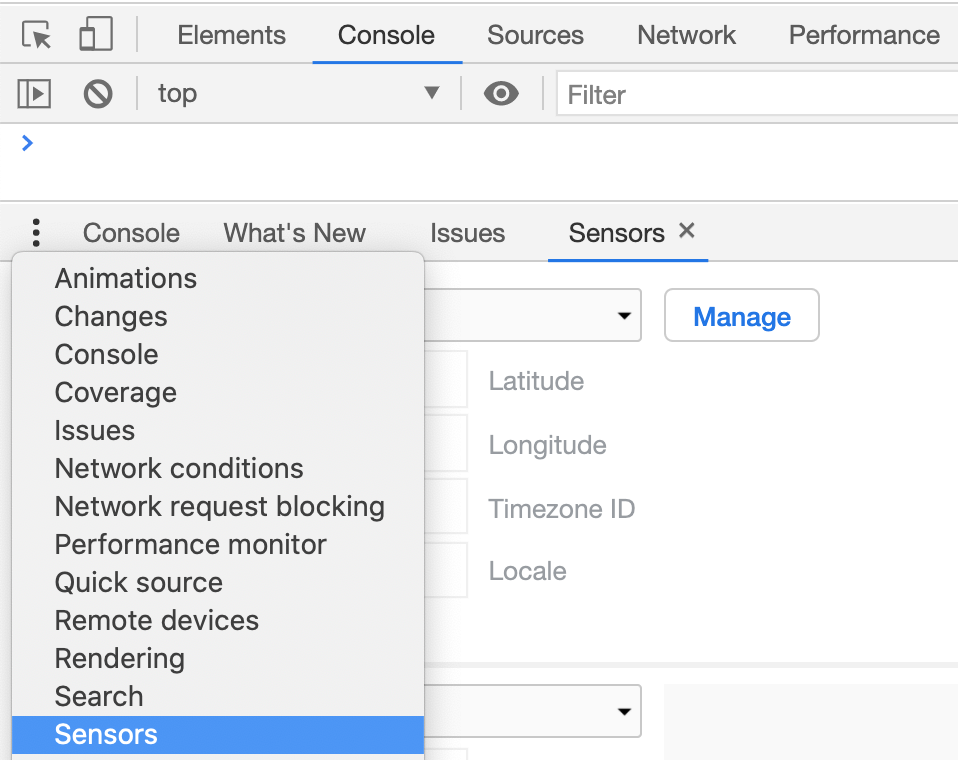 Elements Console Sources Network Performance
top Filter
Console What's New Issues Sensors
Animations
Changes
Console
Coverage
Issues
Network conditions
Network request blocking
Performance monitor
Quick source
Remote devices
Rendering
Search
Sensors
Manage
Latitude
Longitude
Timezone ID
Locale